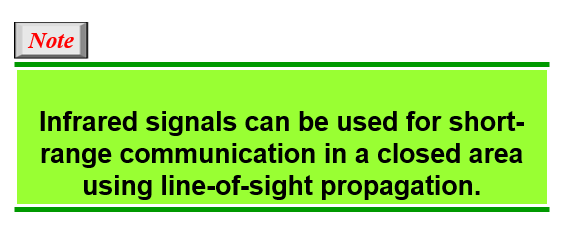 Note
Infrared signals can be used for short-
range communication in a closed area
using line-of-sight propagation.